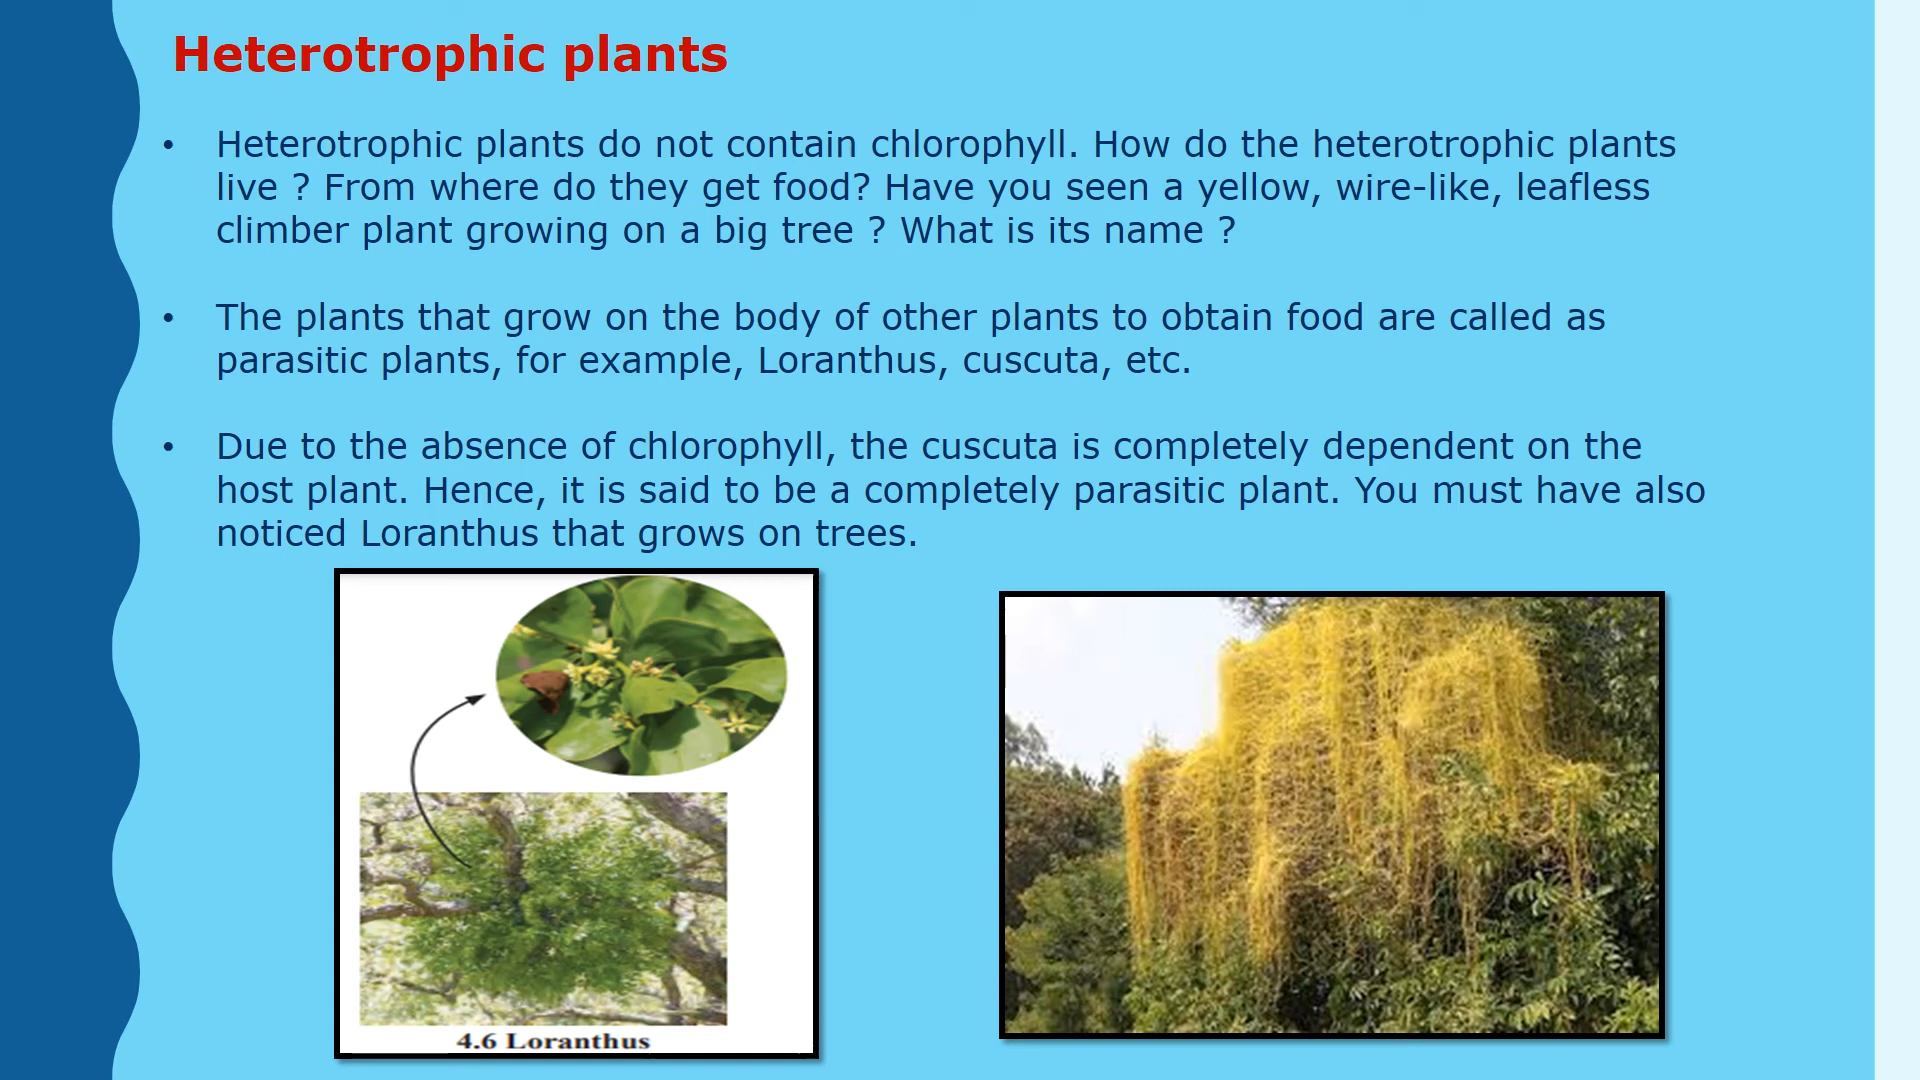 Heterotrophic plants
• Heterotrophic plants do not contain chlorophyll. How do the heterotrophic plants
live ? From where do they get food? Have you seen a yellow, wire-like, leafless
climber plant growing on a big tree ? What is its name ?
• The plants that grow on the body of other plants to obtain food are called as
parasitic plants, for example, Loranthus, cuscuta, etc.
• Due to the absence of chlorophyll, the cuscuta is completely dependent on the
host plant. Hence, it is said to be a completely parasitic plant. You must have also
noticed Loranthus that grows on trees.
4.6 Loranthus